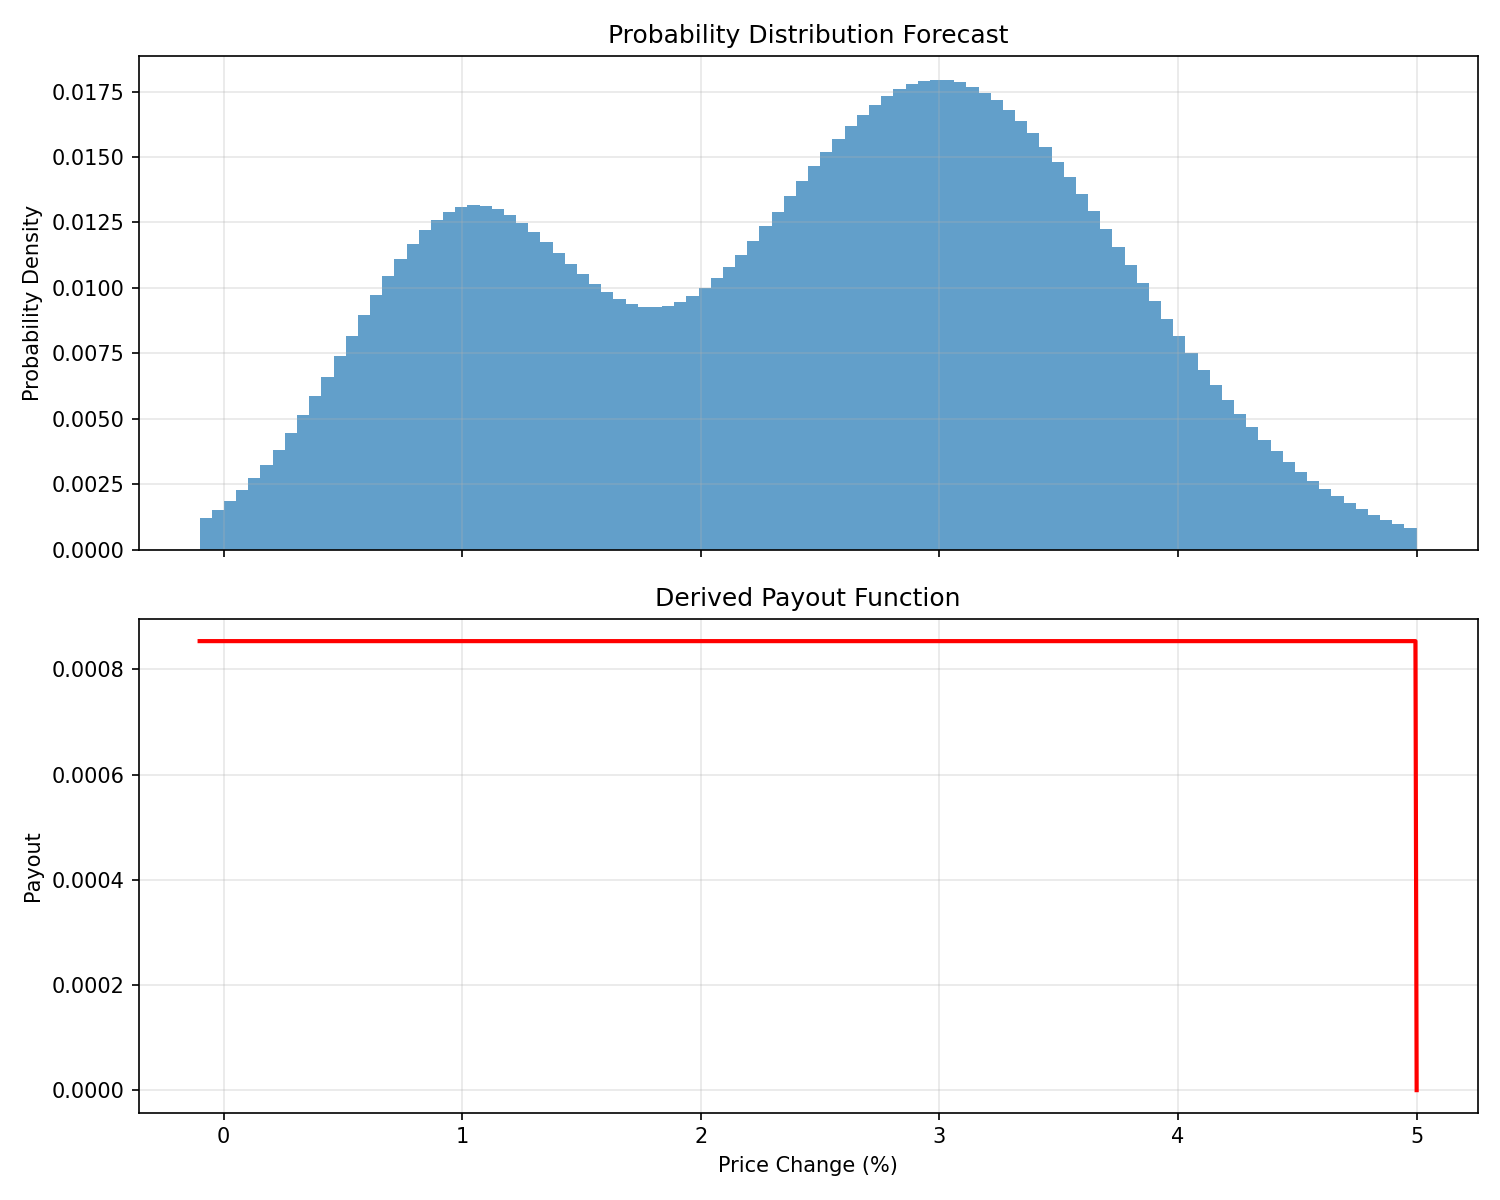 Probability Distribution Forecast
Probability Density
0.0175
0.0150
0.0125
0.0100
0.0075
0.0050
0.0025
0.0000
Derived Payout Function
Payout
0.0008
0.0006
0.0004
0.0002
0.0000
0 1 2 3 4 5
Price Change (%)